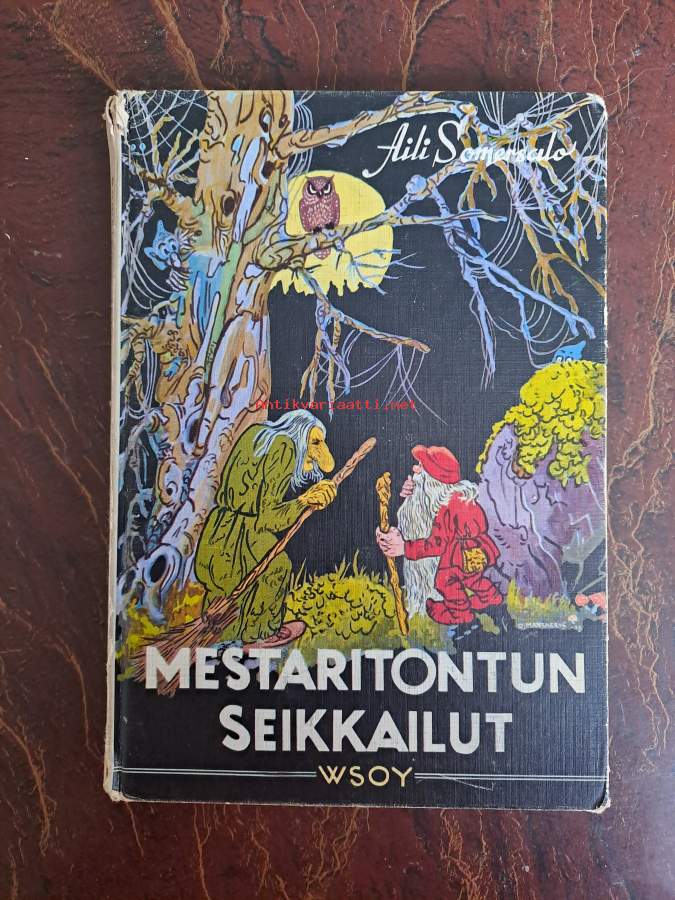 Aili Somersalo
Antikvariaatti.net
MESTARITONTUN
SEIKKAILUT
WSOY